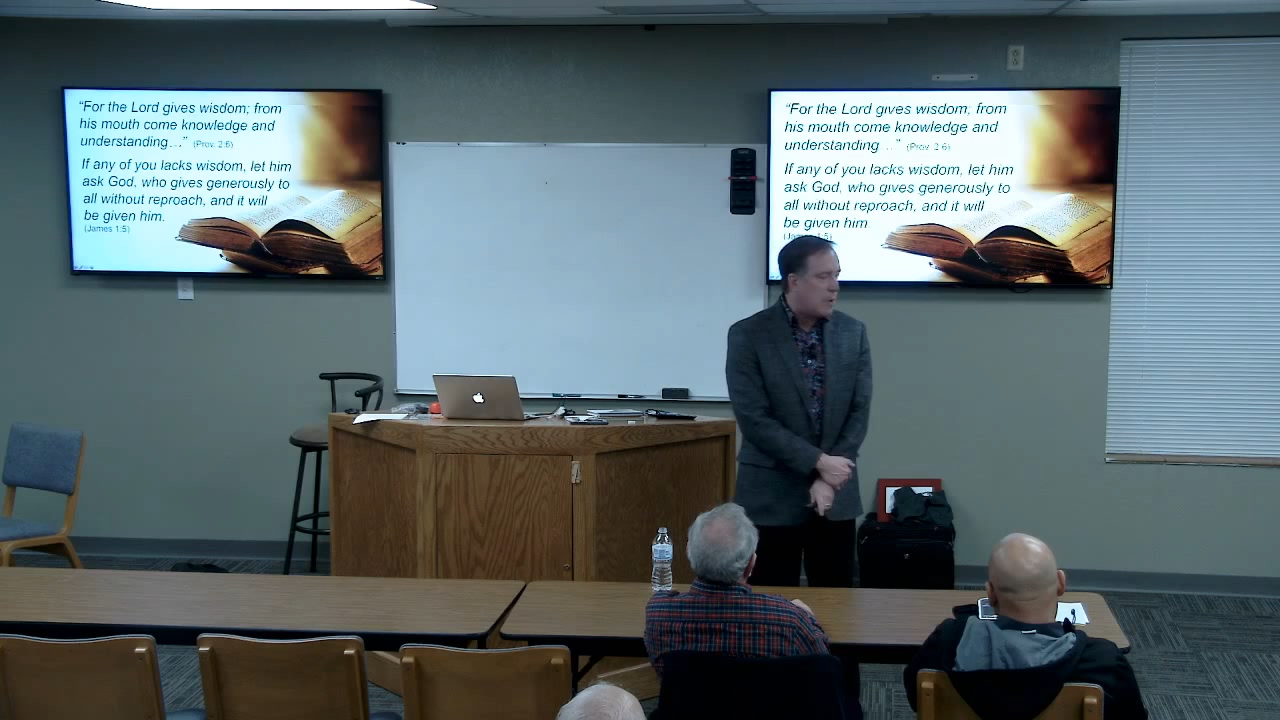 “For the Lord gives wisdom; from
his mouth come knowledge and
understanding…” (Prov. 2:6)
If any of you lacks wisdom, let him
ask God, who gives generously to
all without reproach, and it will
be given him.
(James 1:5)
“For the Lord gives wisdom; from
his mouth come knowledge and
understanding…” (Prov. 2:6)
If any of you lacks wisdom, let him
ask God, who gives generously to
all without reproach, and it will
be given him.